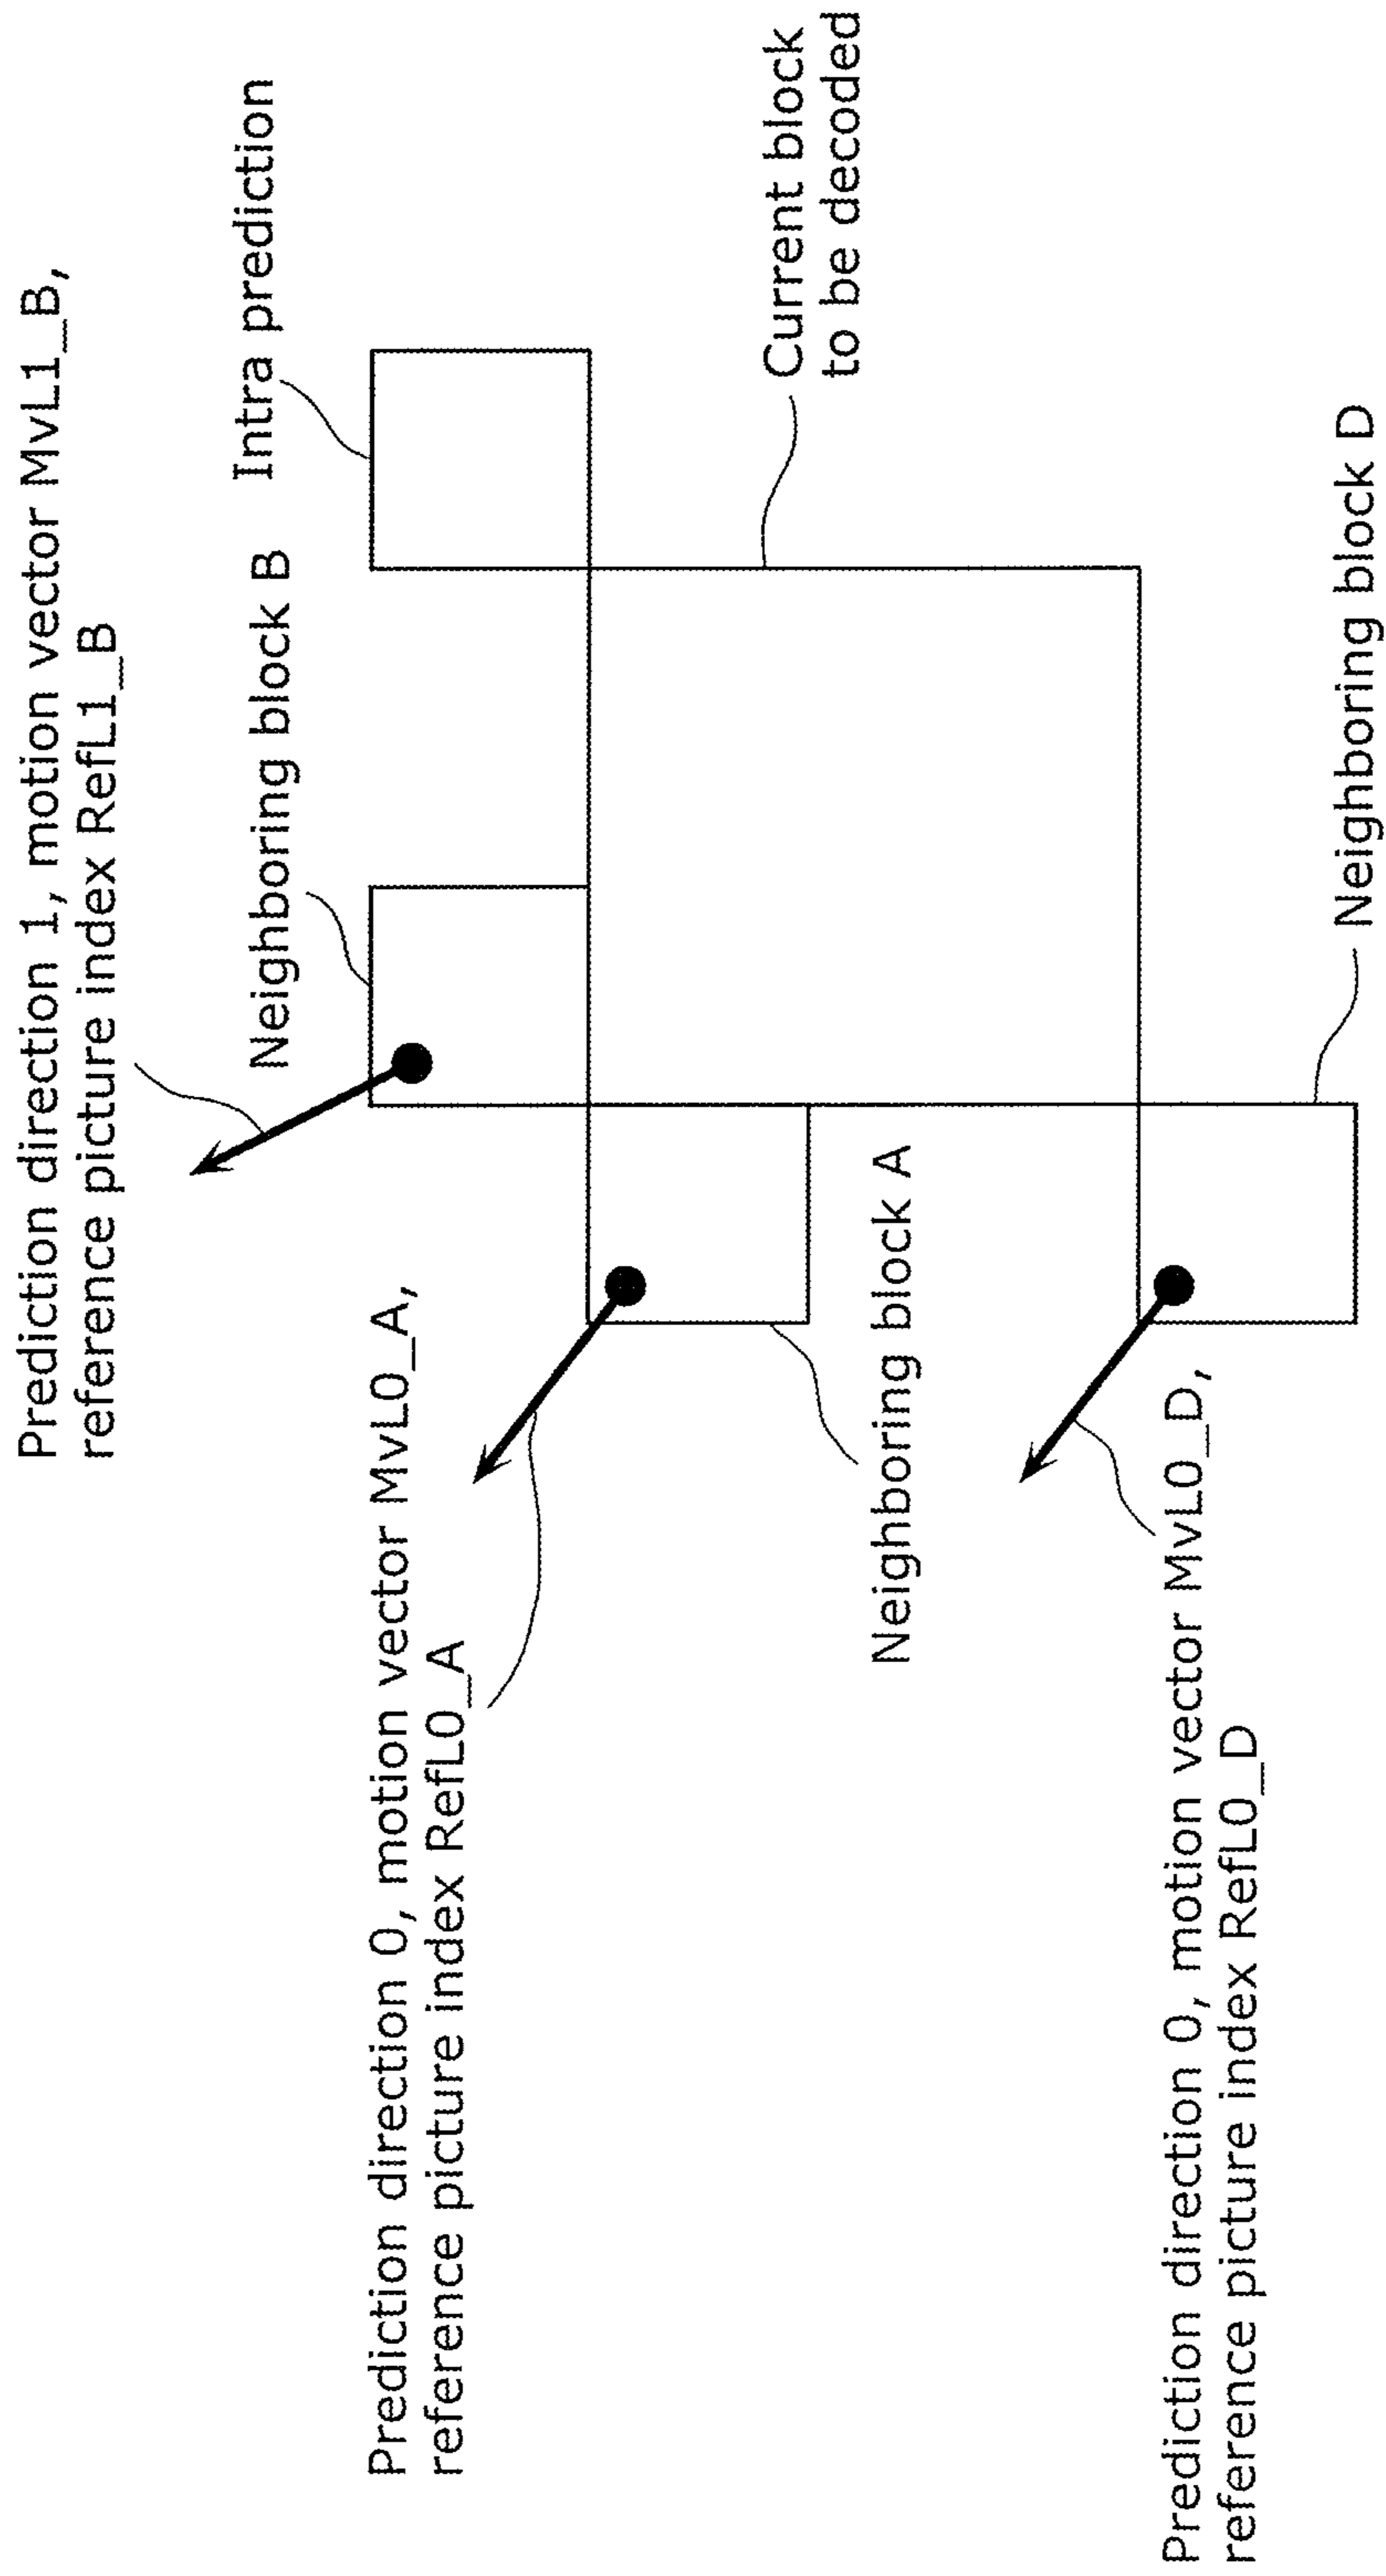 Prediction direction 1, motion vector MvL1_B,
reference picture index RefL1_B
Neighboring block B
Intra prediction
Prediction direction 0, motion vector MvL0_A,
reference picture index RefL0_A
Current block
to be decoded
Neighboring block A
Prediction direction 0, motion vector MvL0_D,
reference picture index RefL0_D
Neighboring block D